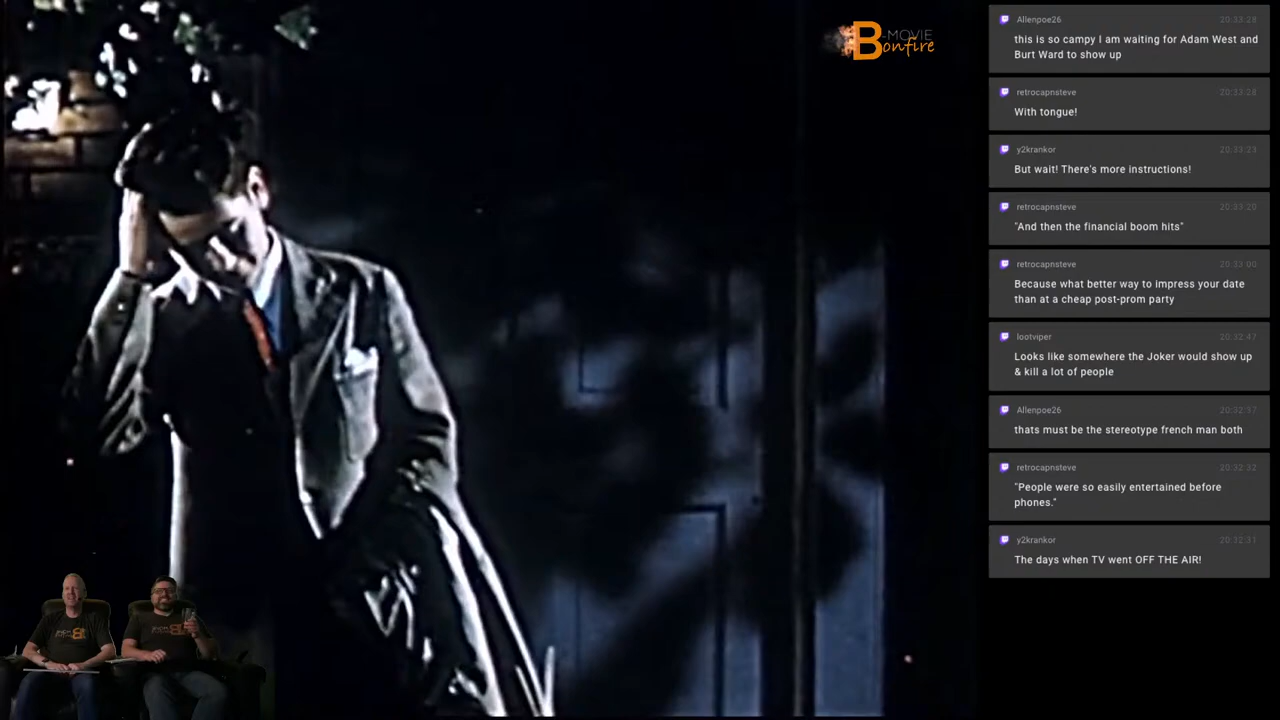 B-MOVIE
Bonfire
Allenpoe26 20:33:28
this is so campy I am waiting for Adam West and
Burt Ward to show up
retrocapnsteve 20:33:28
With tongue!
y2krankor 20:33:23
But wait! There's more instructions!
retrocapnsteve 20:33:20
"And then the financial boom hits"
retrocapnsteve 20:33:00
Because what better way to impress your date
than at a cheap post-prom party
lootviper 20:32:47
Looks like somewhere the Joker would show up
& kill a lot of people
Allenpoe26 20:32:37
thats must be the stereotype french man both
retrocapnsteve 20:32:32
"People were so easily entertained before
phones."
y2krankor 20:32:31
The days when TV went OFF THE AIR!